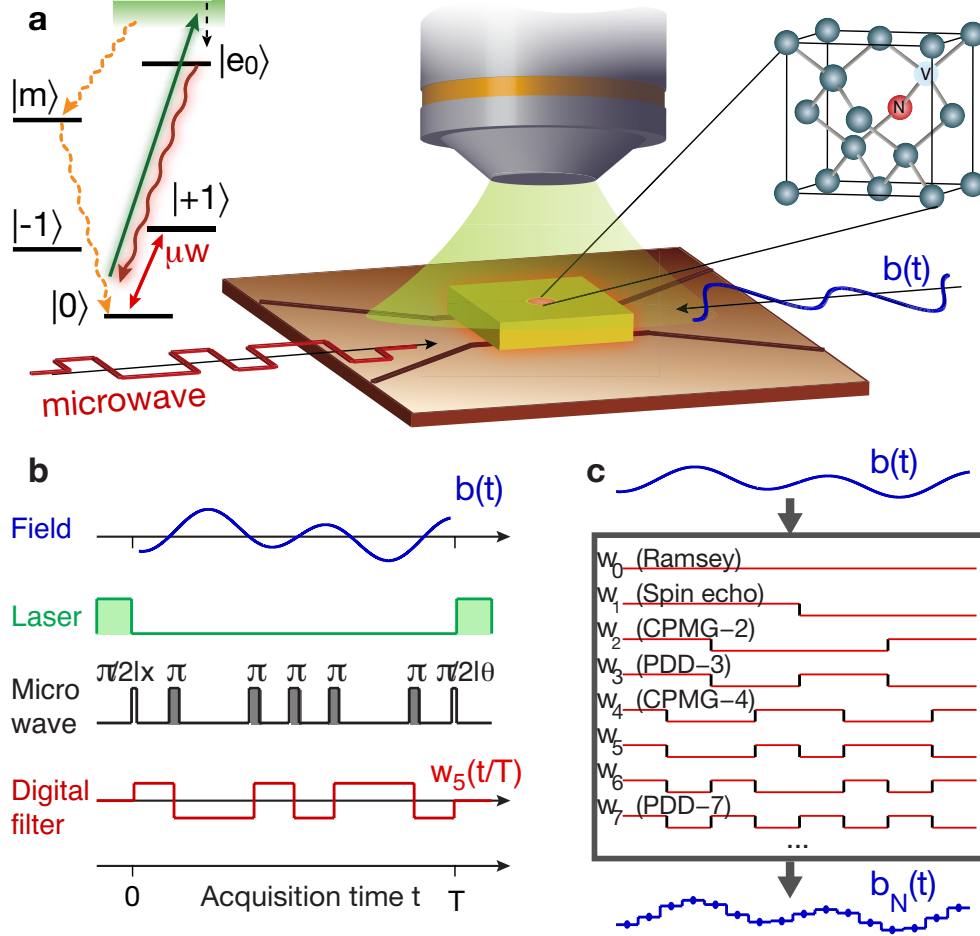 a
|e₀⟩
|m⟩
|+1⟩
|-1⟩
μw
|0⟩
microwave
V
N
b(t)
b
Field
b(t)
Laser
π/2|x π π π π π π/2|θ
Micro
wave
Digital
filter
w₅(t/T)
0 Acquisition time t T
c
b(t)
w₀ (Ramsey)
w₁ (Spin echo)
w₂ (CPMG-2)
w₃ (PDD-3)
w₄ (CPMG-4)
w₅
w₆
w₇ (PDD-7)
...
b_N(t)